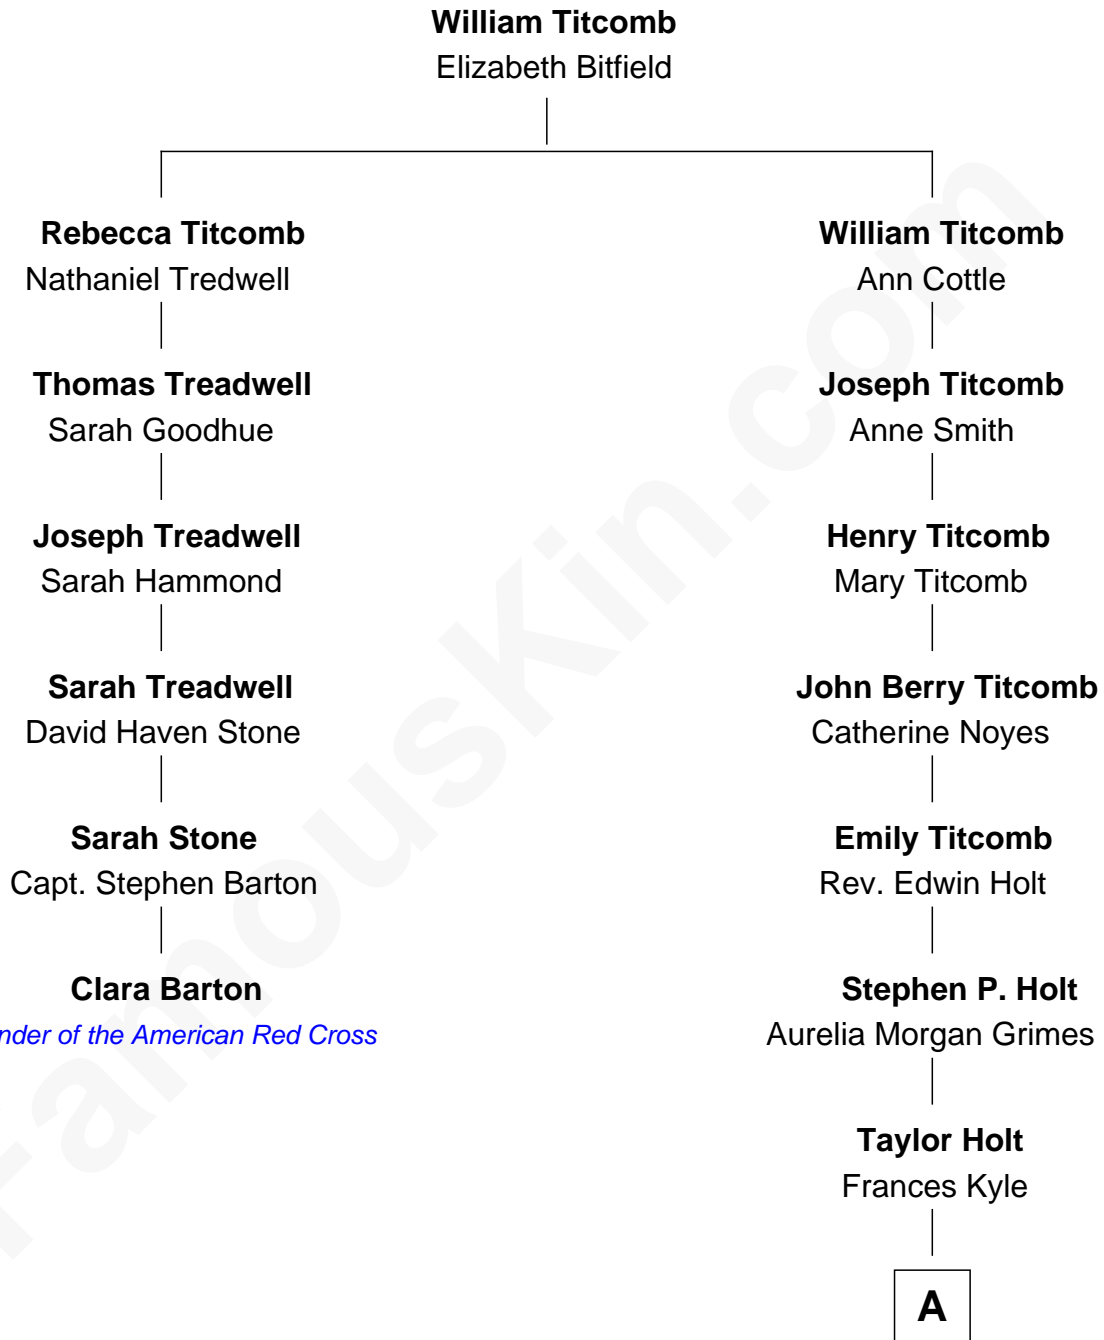 William Titcomb
Elizabeth Bitfield
Rebecca Titcomb
Nathaniel Tredwell
Thomas Treadwell
Sarah Goodhue
Joseph Treadwell
Sarah Hammond
Sarah Treadwell
David Haven Stone
Sarah Stone
Capt. Stephen Barton
Clara Barton
nder of the American Red Cross
William Titcomb
Ann Cottle
Joseph Titcomb
Anne Smith
Henry Titcomb
Mary Titcomb
John Berry Titcomb
Catherine Noyes
Emily Titcomb
Rev. Edwin Holt
Stephen P. Holt
Aurelia Morgan Grimes
Taylor Holt
Frances Kyle
A
FamousKin.com